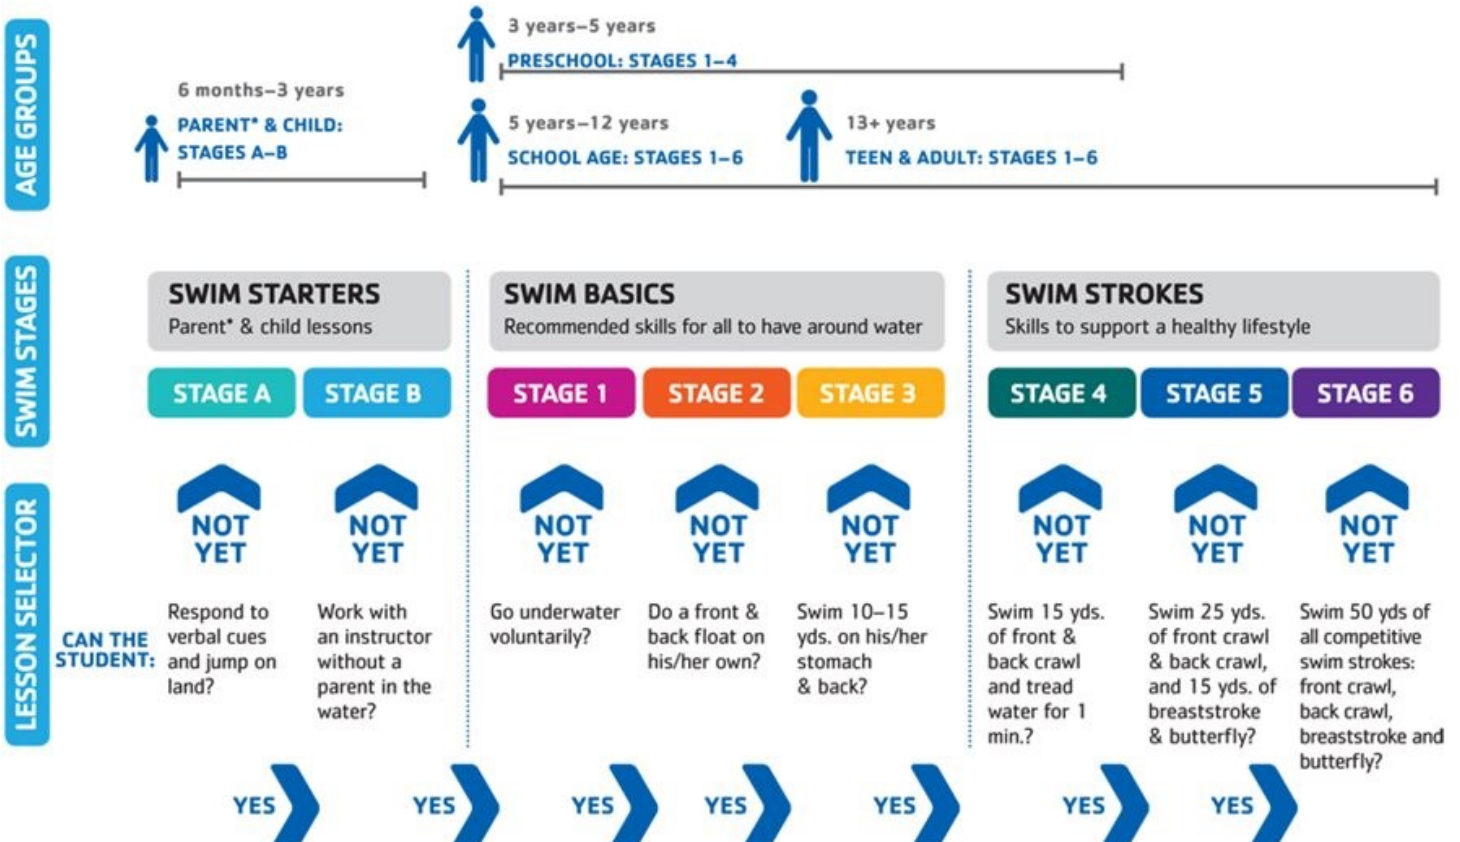 AGE GROUPS
6 months–3 years
PARENT* & CHILD:
STAGES A–B
3 years–5 years
PRESCHOOL: STAGES 1–4
5 years–12 years
SCHOOL AGE: STAGES 1–6
13+ years
TEEN & ADULT: STAGES 1–6
SWIM STAGES
SWIM STARTERS
Parent* & child lessons
SWIM BASICS
Recommended skills for all to have around water
SWIM STROKES
Skills to support a healthy lifestyle
STAGE A
STAGE B
STAGE 1
STAGE 2
STAGE 3
STAGE 4
STAGE 5
STAGE 6
LESSON SELECTOR
NOT
YET
NOT
YET
NOT
YET
NOT
YET
NOT
YET
NOT
YET
NOT
YET
NOT
YET
CAN THE
STUDENT:
Respond to
verbal cues
and jump on
land?
Work with
an instructor
without a
parent in the
water?
Go underwater
voluntarily?
Do a front &
back float on
his/her own?
Swim 10–15
yds. on his/her
stomach
& back?
Swim 15 yds.
of front &
back crawl
and tread
water for 1
min.?
Swim 25 yds.
of front crawl
& back crawl,
and 15 yds. of
breaststroke
& butterfly?
Swim 50 yds of
all competitive
swim strokes:
front crawl,
back crawl,
breaststroke and
butterfly?
YES
YES
YES
YES
YES
YES
YES